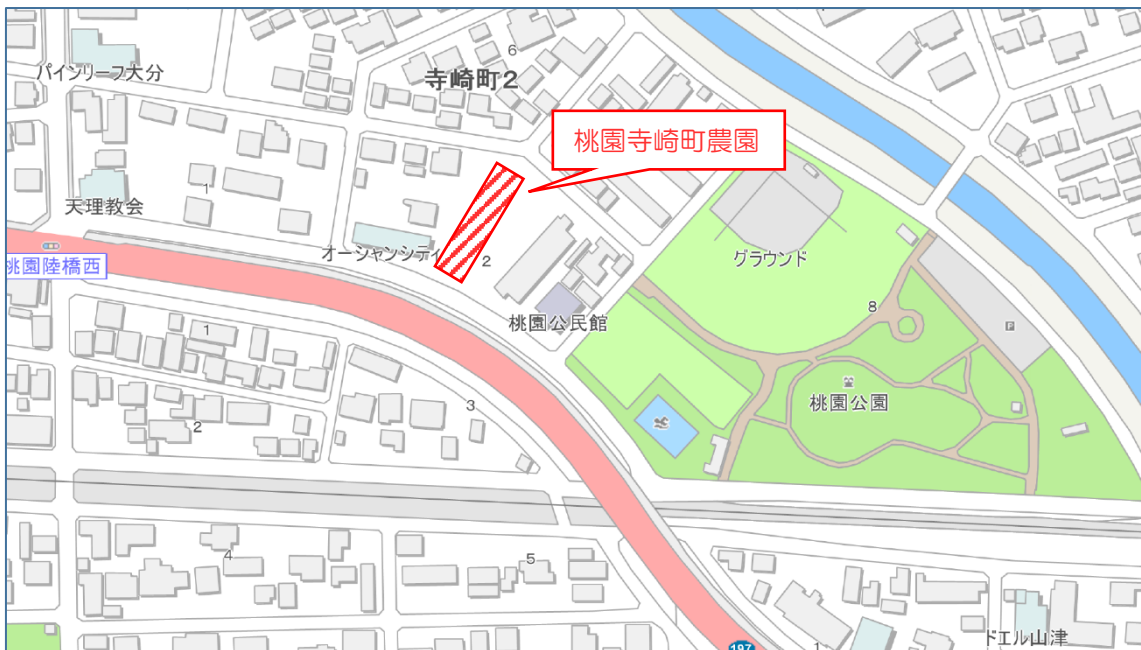 6
パインリーフ大分
寺崎町2
桃園寺崎町農園
1
天理教会
オーシャンシティ
2
グラウンド
桃園陸橋西
8
桃園公民館
P
1
桃園公園
3
2
4
5
197
1
ドエル山津